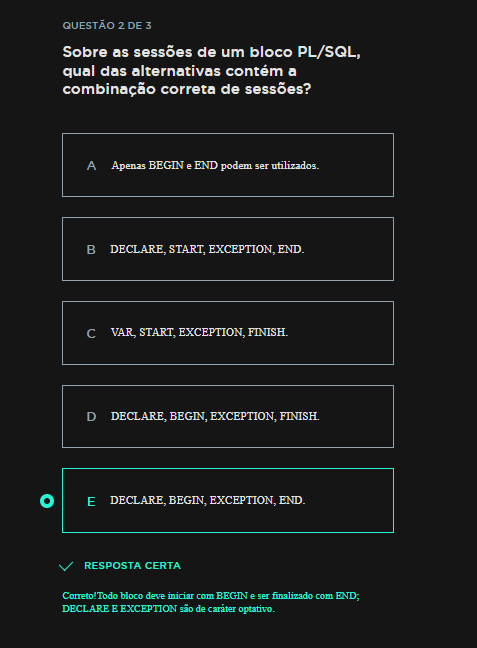 QUESTÃO 2 DE 3
Sobre as sessões de um bloco PL/SQL,
qual das alternativas contém a
combinação correta de sessões?
A Apenas BEGIN e END podem ser utilizados.
B DECLARE, START, EXCEPTION, END.
C VAR, START, EXCEPTION, FINISH.
D DECLARE, BEGIN, EXCEPTION, FINISH.
E DECLARE, BEGIN, EXCEPTION, END.
RESPOSTA CERTA
Correto!Todo bloco deve iniciar com BEGIN e ser finalizado com END;
DECLARE E EXCEPTION são de caráter optativo.